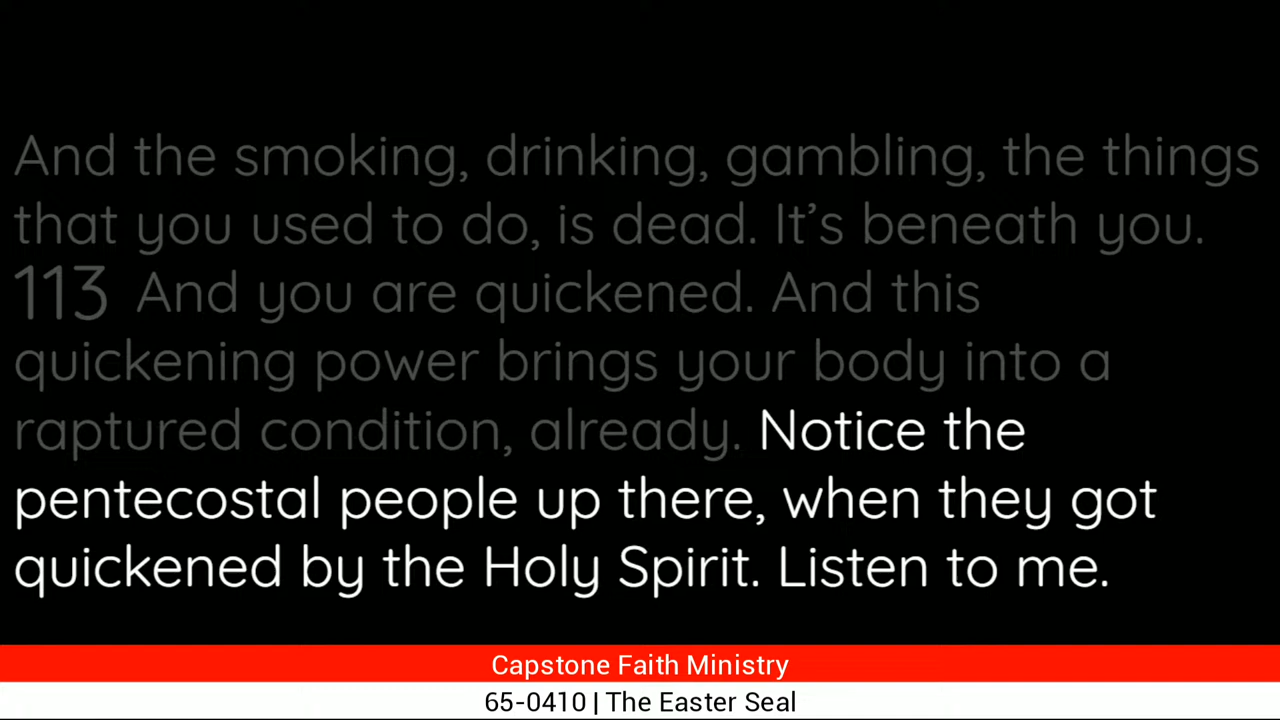 And the smoking, drinking, gambling, the things
that you used to do, is dead. It’s beneath you.
113 And you are quickened. And this
quickening power brings your body into a
raptured condition, already. Notice the
pentecostal people up there, when they got
quickened by the Holy Spirit. Listen to me.
Capstone Faith Ministry
65-0410 | The Easter Seal